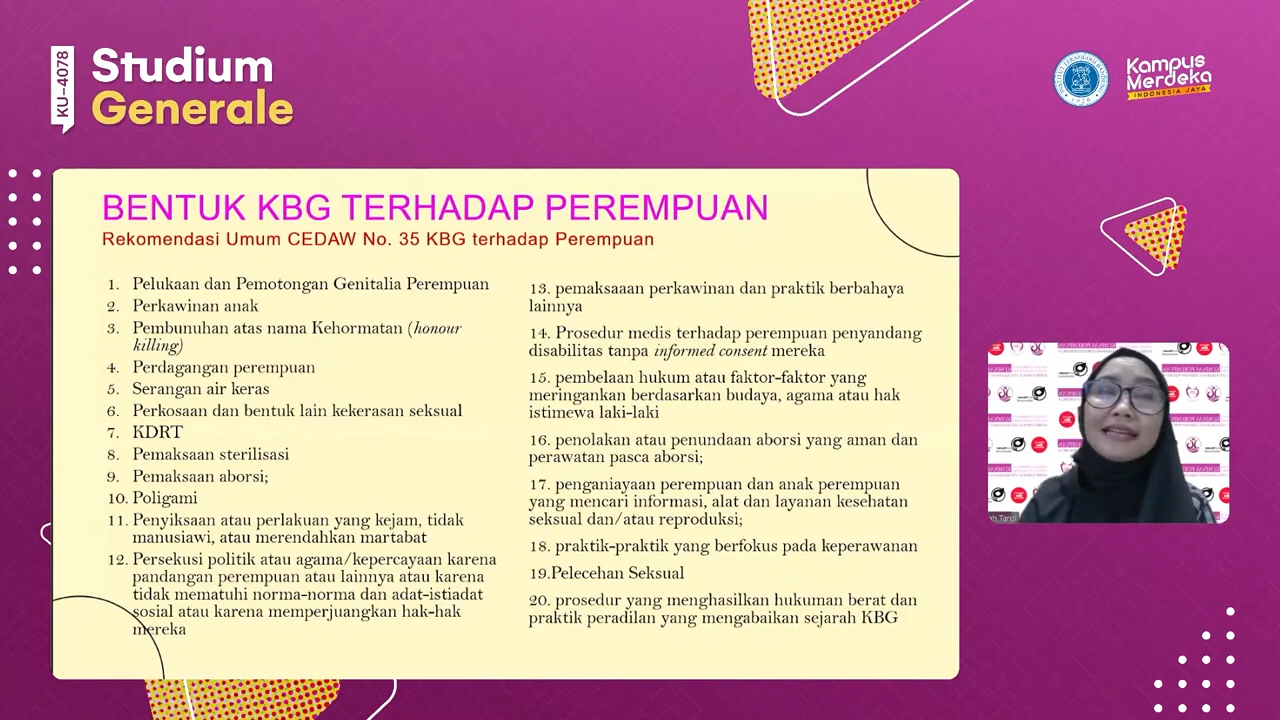 KU-4078
Studium
Generale
INSTITUT TEKNOLOGI BANDUNG
1920
Kampus
Merdeka
INDONESIA JAYA
BENTUK KBG TERHADAP PEREMPUAN
Rekomendasi Umum CEDAW No. 35 KBG terhadap Perempuan
1. Pelukaan dan Pemotongan Genitalia Perempuan
2. Perkawinan anak
3. Pembunuhan atas nama Kehormatan (honour
killing)
4. Perdagangan perempuan
5. Serangan air keras
6. Perkosaan dan bentuk lain kekerasan seksual
7. KDRT
8. Pemaksaan sterilisasi
9. Pemaksaan aborsi;
10. Poligami
11. Penyiksaan atau perlakuan yang kejam, tidak
manusiawi, atau merendahkan martabat
12. Persekusi politik atau agama/kepercayaan karena
pandangan perempuan atau lainnya atau karena
tidak mematuhi norma-norma dan adat-istiadat
sosial atau karena memperjuangkan hak-hak
mereka
13. pemaksaaan perkawinan dan praktik berbahaya
lainnya
14. Prosedur medis terhadap perempuan penyandang
disabilitas tanpa informed consent mereka
15. pembelaan hukum atau faktor-faktor yang
meringankan berdasarkan budaya, agama atau hak
istimewa laki-laki
16. penolakan atau penundaan aborsi yang aman dan
perawatan pasca aborsi;
17. penganiayaan perempuan dan anak perempuan
yang mencari informasi, alat dan layanan kesehatan
seksual dan/atau reproduksi;
18. praktik-praktik yang berfokus pada keperawanan
19.Pelecehan Seksual
20. prosedur yang menghasilkan hukuman berat dan
praktik peradilan yang mengabaikan sejarah KBG